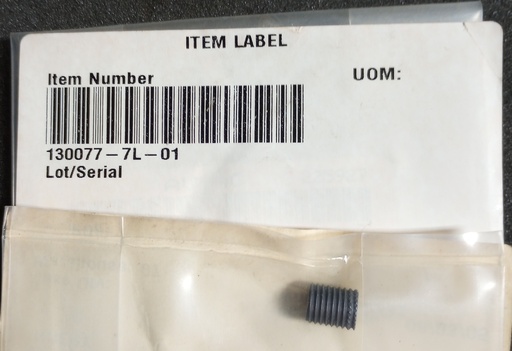 ITEM LABEL
Item Number
UOM:
130077-7L-01
Lot/Serial